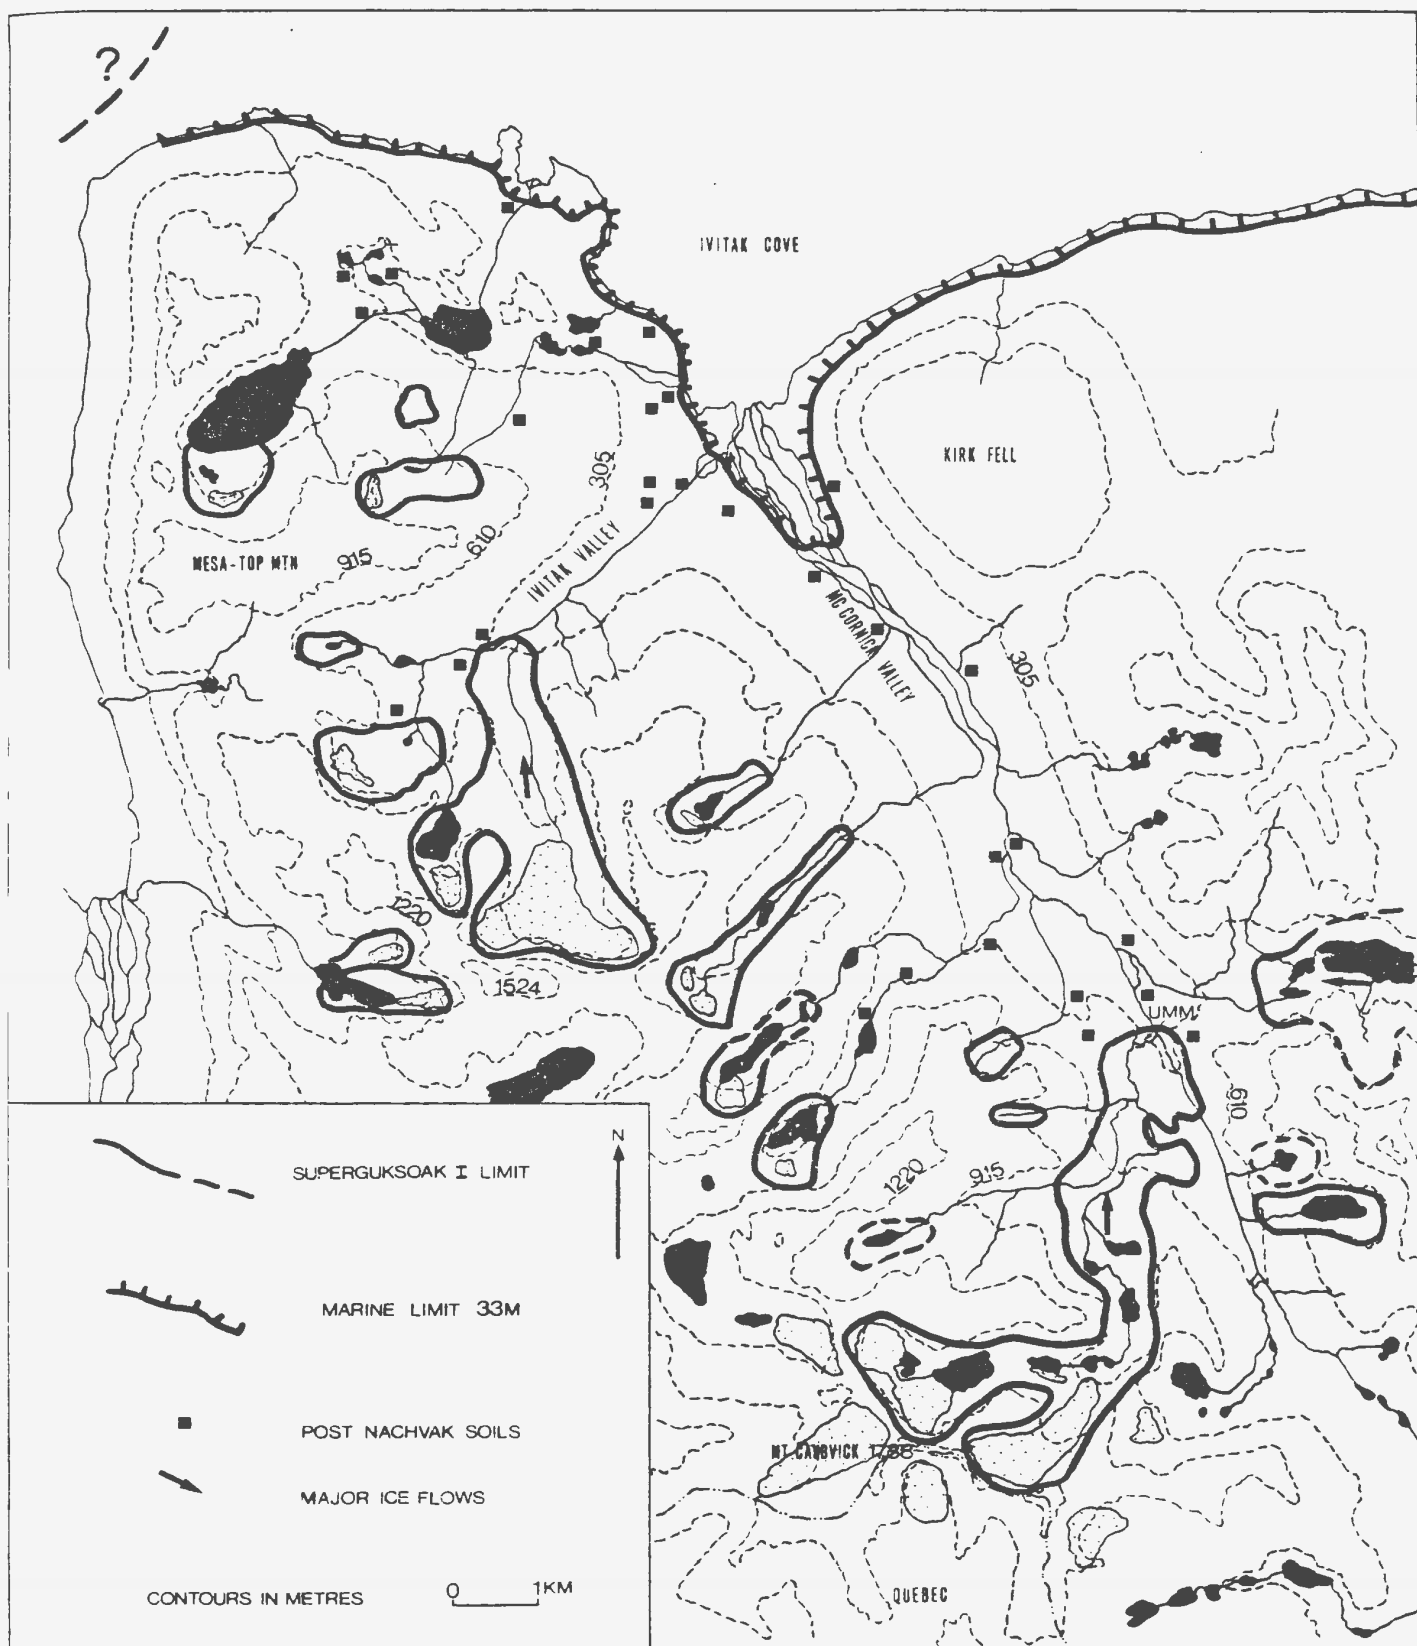 ?
IVITAK COVE
KIRK FELL
305
610
915
MESA-TOP MTN
IVITAK VALLEY
MC CORNICK VALLEY
305
1220
1524
UMM
610
1220
915
SUPERGUKSOAK I LIMIT
N
MARINE LIMIT 33M
POST NACHVAK SOILS
MAJOR ICE FLOWS
CONTOURS IN METRES
0 1KM
MT
QUEBEC